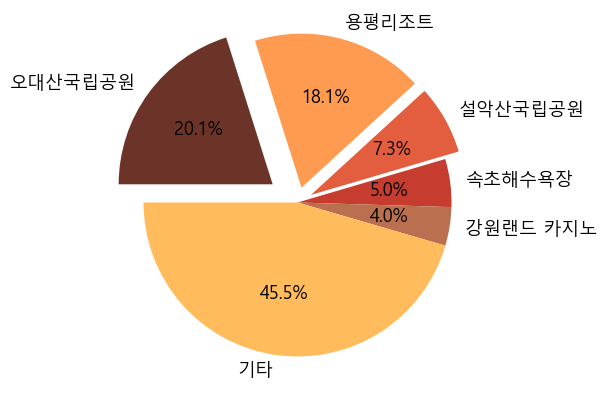 용평리조트
18.1%
오대산국립공원
20.1%
설악산국립공원
7.3%
속초해수욕장
5.0%
강원랜드 카지노
4.0%
45.5%
기타